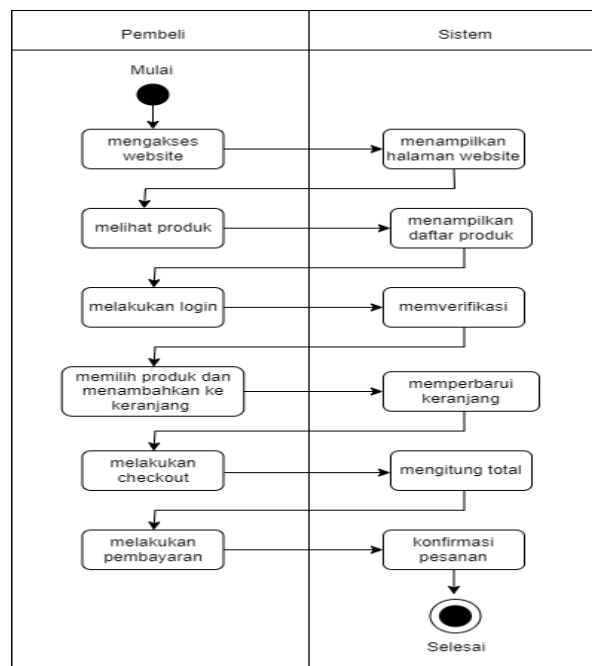 Pembeli
Sistem
Mulai
mengakses
website
menampilkan
halaman website
melihat produk
menampilkan
daftar produk
melakukan login
memverifikasi
memilih produk dan
menambahkan ke
keranjang
memperbarui
keranjang
melakukan
checkout
mengitung total
melakukan
pembayaran
konfirmasi
pesanan
Selesai